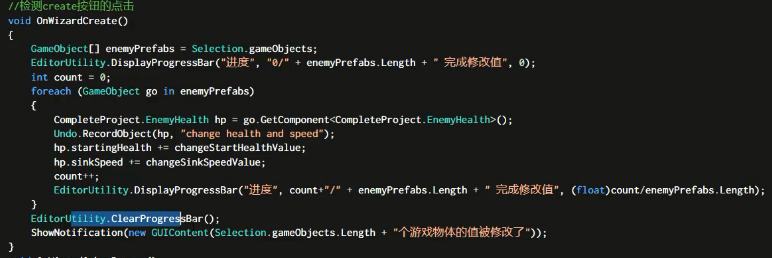 //检测create按钮的点击
void OnWizardCreate()
{
GameObject[] enemyPrefabs = Selection.gameObjects;
EditorUtility.DisplayProgressBar("进度", "0/" + enemyPrefabs.Length + " 完成修改值", 0);
int count = 0;
foreach (GameObject go in enemyPrefabs)
{
CompleteProject.EnemyHealth hp = go.GetComponent<CompleteProject.EnemyHealth>();
Undo.RecordObject(hp, "change health and speed");
hp.startingHealth += changeStartHealthValue;
hp.sinkSpeed += changeSinkSpeedValue;
count++;
EditorUtility.DisplayProgressBar("进度", count+"/" + enemyPrefabs.Length + " 完成修改值", (float)count/enemyPrefabs.Length);
}
EditorUtility.ClearProgressBar();
ShowNotification(new GUIContent(Selection.gameObjects.Length + "个游戏物体的值被修改了"));
}